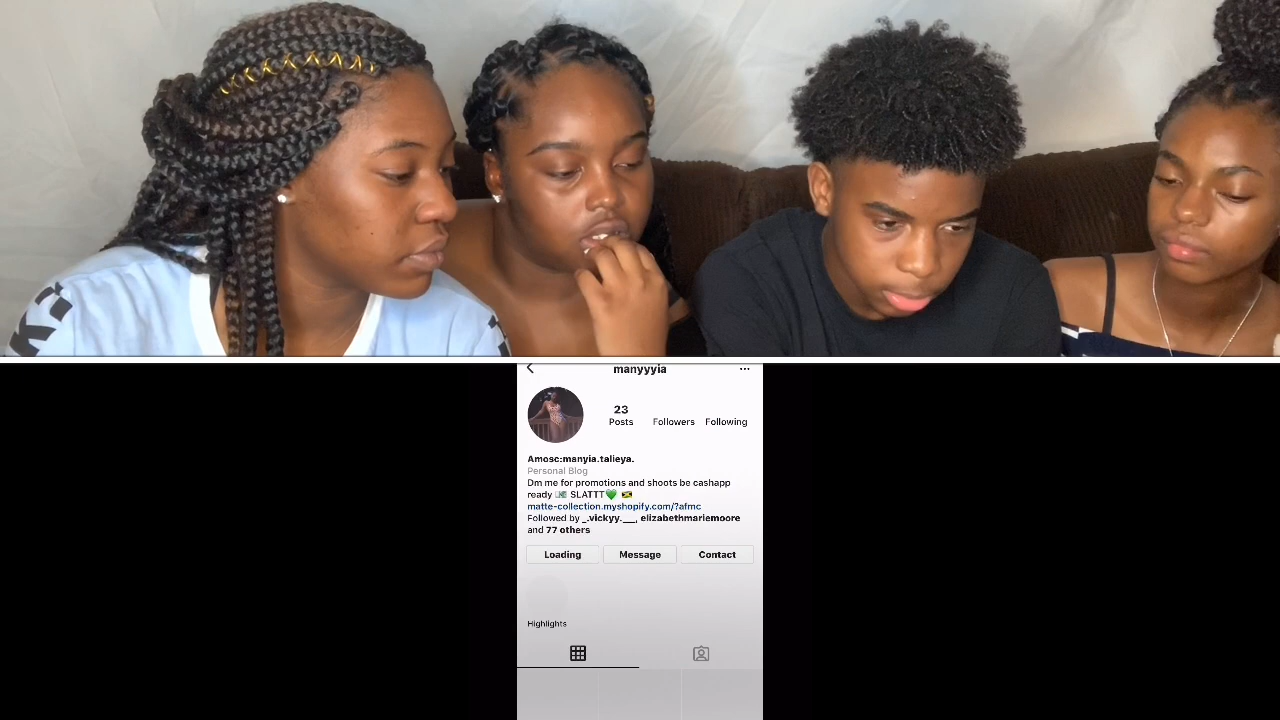 manyyyia
23
Posts
Followers
Following
Amosc:manyia.talieya.
Personal Blog
Dm me for promotions and shoots be cashapp
ready 💵 SLATTT💚 🇯🇲
matte-collection.myshopify.com/?afmc
Followed by _.vickyy.___, elizabethmariemoore
and 77 others
Loading
Message
Contact
Highlights